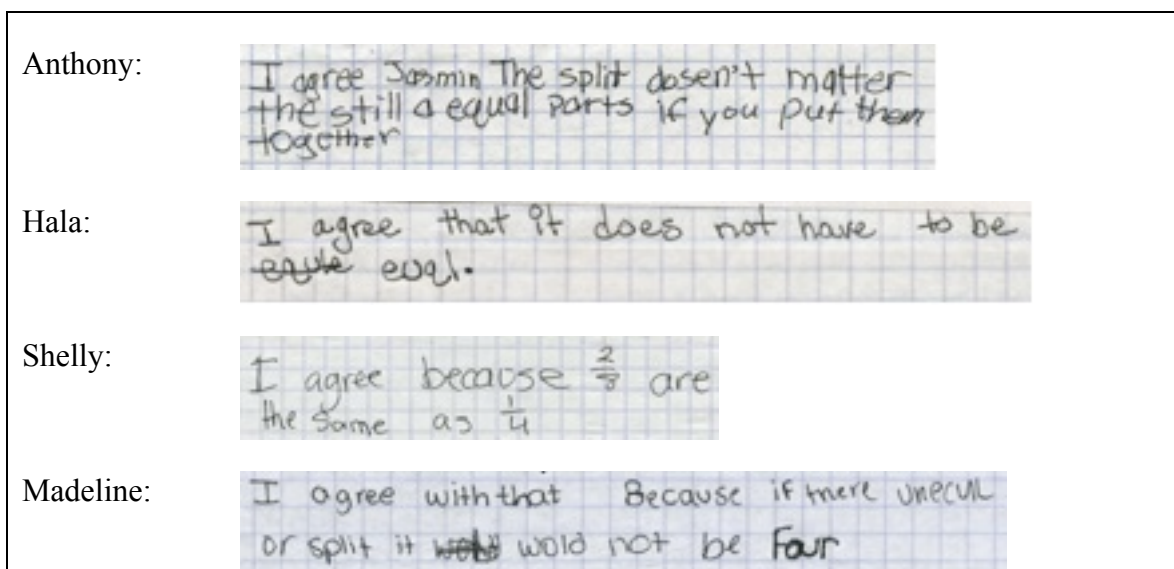 Anthony:
I agree Jasmin The split dosen't matter
the still a equal parts if you put them
together
Hala:
I agree that it does not have to be
equle euql.
Shelly:
I agree because 2/8 are
the same as 1/4
Madeline:
I agree with that Because if there unecul
or split it wold not be Four